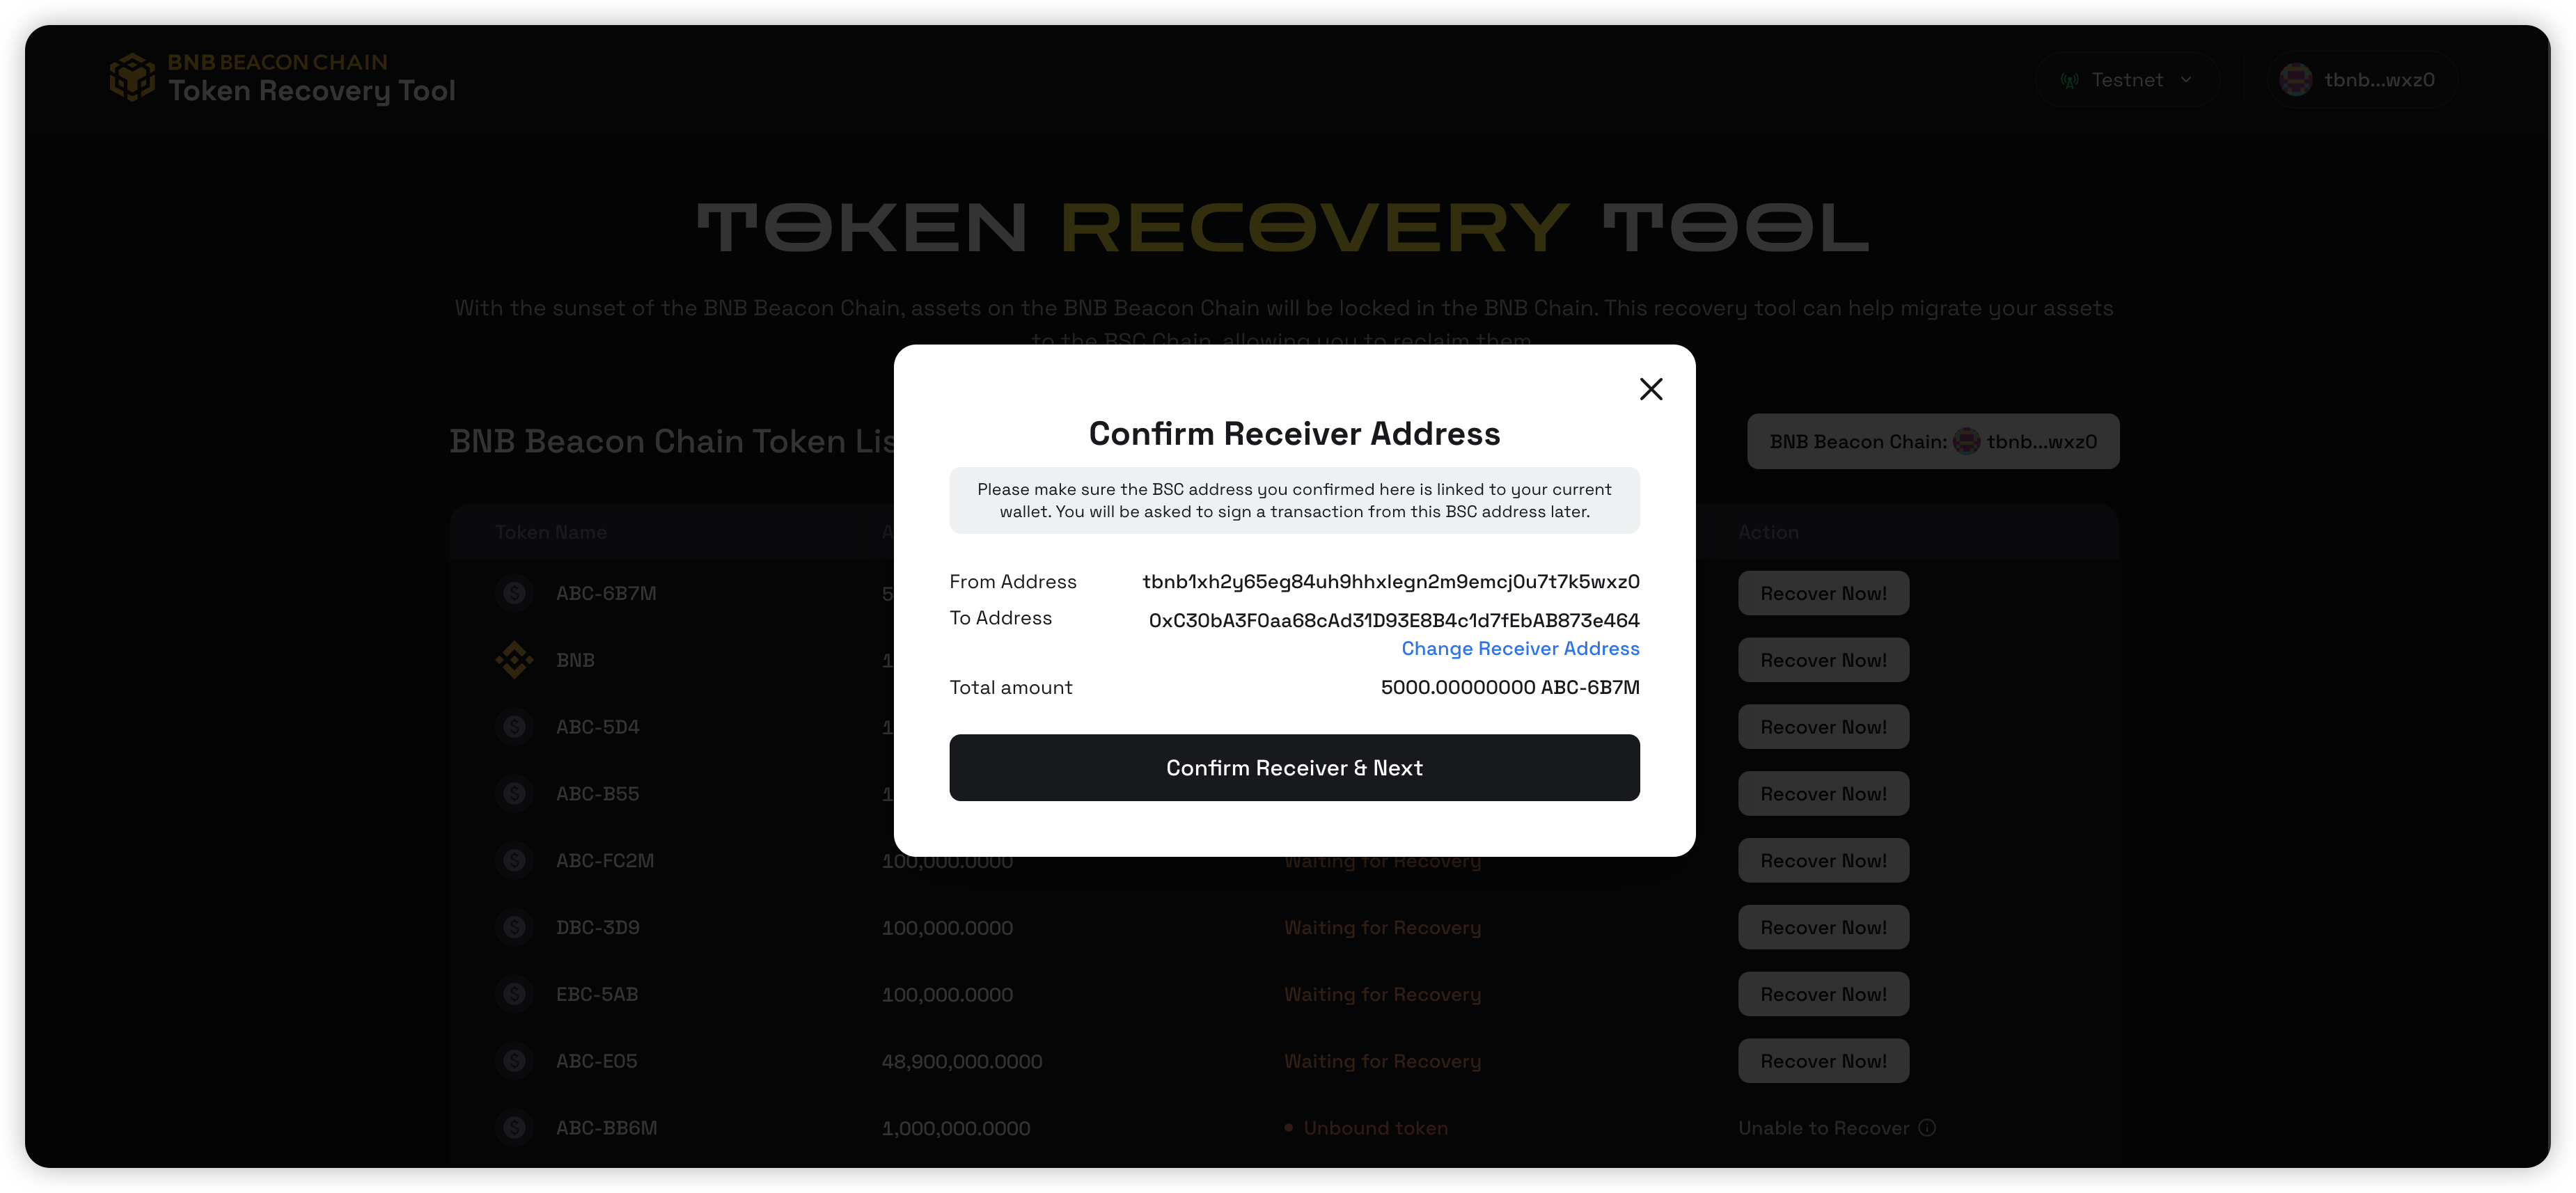 BNB BEACON CHAIN
Token Recovery Tool
Testnet
tbnb...wxz0
TOKEN RECOVERY TOOL
With the sunset of the BNB Beacon Chain, assets on the BNB Beacon Chain will be locked in the BNB Chain. This recovery tool can help migrate your assets
to the BSC Chain, allowing you to reclaim them.
BNB Beacon Chain Token Lis
BNB Beacon Chain: tbnb...wxz0
Confirm Receiver Address
Please make sure the BSC address you confirmed here is linked to your current
wallet. You will be asked to sign a transaction from this BSC address later.
From Address tbnb1xh2y65eg84uh9hhxlegn2m9emcj0u7t7k5wxz0
To Address 0xC30bA3F0aa68cAd31D93E8B4c1d7fEbAB873e464
Change Receiver Address
Total amount 5000.00000000 ABC-6B7M
Confirm Receiver & Next
Token Name A Action
ABC-6B7M 5 Recover Now!
BNB 1 Recover Now!
ABC-5D4 1 Recover Now!
ABC-B55 1 Recover Now!
ABC-FC2M 100,000.0000 Waiting for Recovery Recover Now!
DBC-3D9 100,000.0000 Waiting for Recovery Recover Now!
EBC-5AB 100,000.0000 Waiting for Recovery Recover Now!
ABC-E05 48,900,000.0000 Waiting for Recovery Recover Now!
ABC-BB6M 1,000,000.0000 Unbound token Unable to Recover